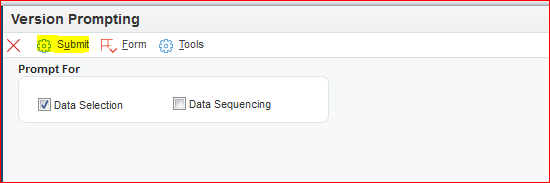 Version Prompting
Submit Form Tools
Prompt For
Data Selection Data Sequencing